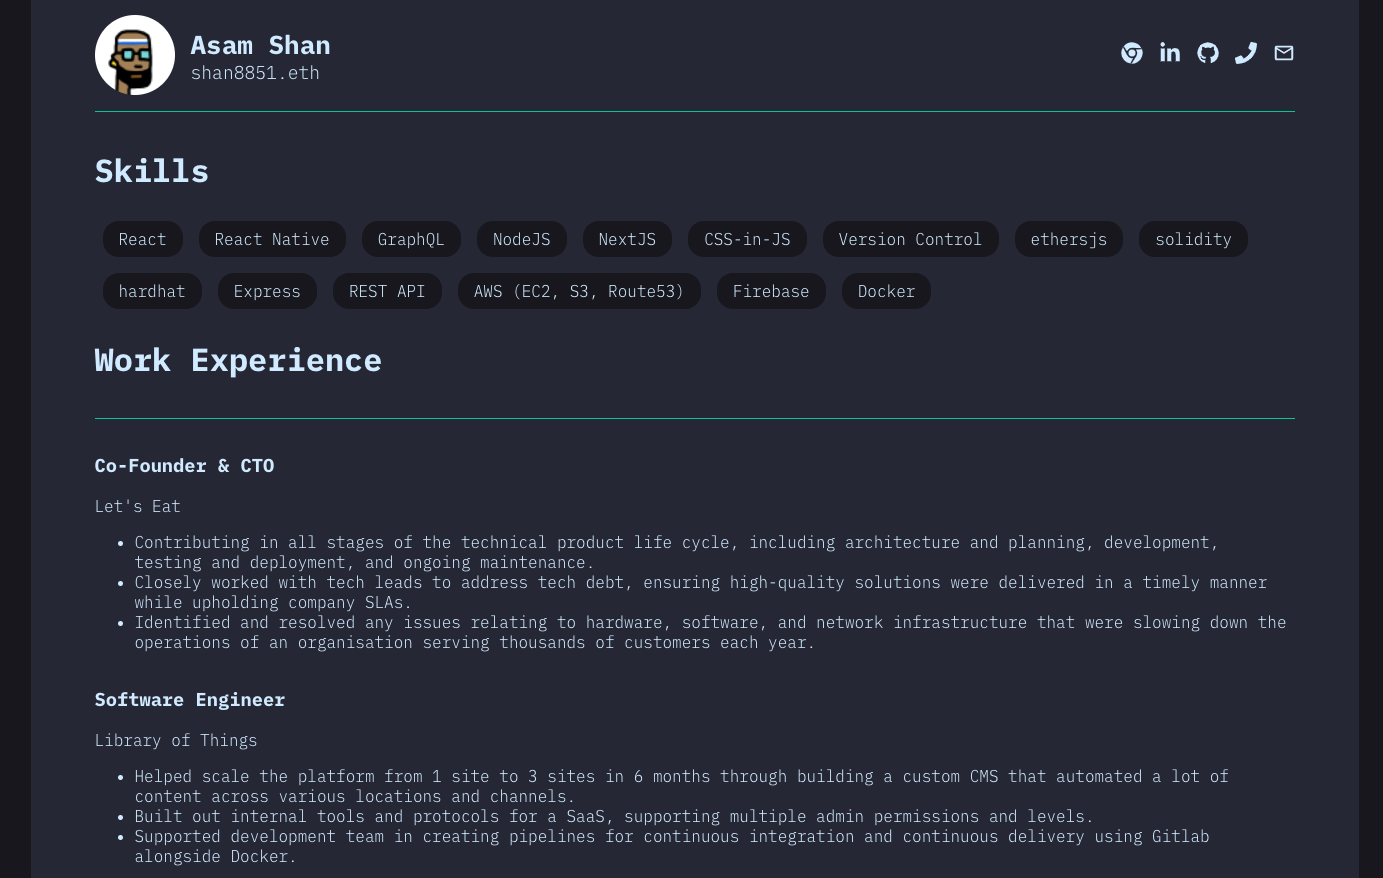 Asam Shan
shan8851.eth
Skills
React React Native GraphQL NodeJS NextJS CSS-in-JS Version Control ethersjs solidity
hardhat Express REST API AWS (EC2, S3, Route53) Firebase Docker
Work Experience
Co-Founder & CTO
Let's Eat
• Contributing in all stages of the technical product life cycle, including architecture and planning, development,
testing and deployment, and ongoing maintenance.
• Closely worked with tech leads to address tech debt, ensuring high-quality solutions were delivered in a timely manner
while upholding company SLAs.
• Identified and resolved any issues relating to hardware, software, and network infrastructure that were slowing down the
operations of an organisation serving thousands of customers each year.
Software Engineer
Library of Things
• Helped scale the platform from 1 site to 3 sites in 6 months through building a custom CMS that automated a lot of
content across various locations and channels.
• Built out internal tools and protocols for a SaaS, supporting multiple admin permissions and levels.
• Supported development team in creating pipelines for continuous integration and continuous delivery using Gitlab
alongside Docker.